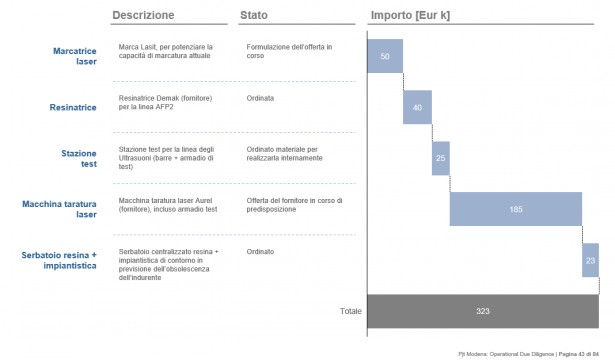 Descrizione
Stato
Importo [Eur k]
Marcatrice
laser
Marca Lasit, per potenziare la
capacità di marcatura attuale
Formulazione dell'offerta in
corso
50
Resinatrice
Resinatrice Demak (fornitore)
per la linea AFP2
Ordinata
40
Stazione
test
Stazione test per la linea degli
Ultrasuoni (barre + armadio di
test)
Ordinato materiale per
realizzarla internamente
25
Macchina taratura
laser
Macchina taratura laser Aurel
(fornitore), incluso armadio test
Offerta del fornitore in corso di
predisposizione
185
Serbatoio resina +
impiantistica
Serbatoio centralizzato resina +
impiantistica di contorno in
previsione dell'obsolescenza
dell'indurente
Ordinato
23
Totale
323
Pjt Modena: Operational Due Diligence | Pagina 43 di 84